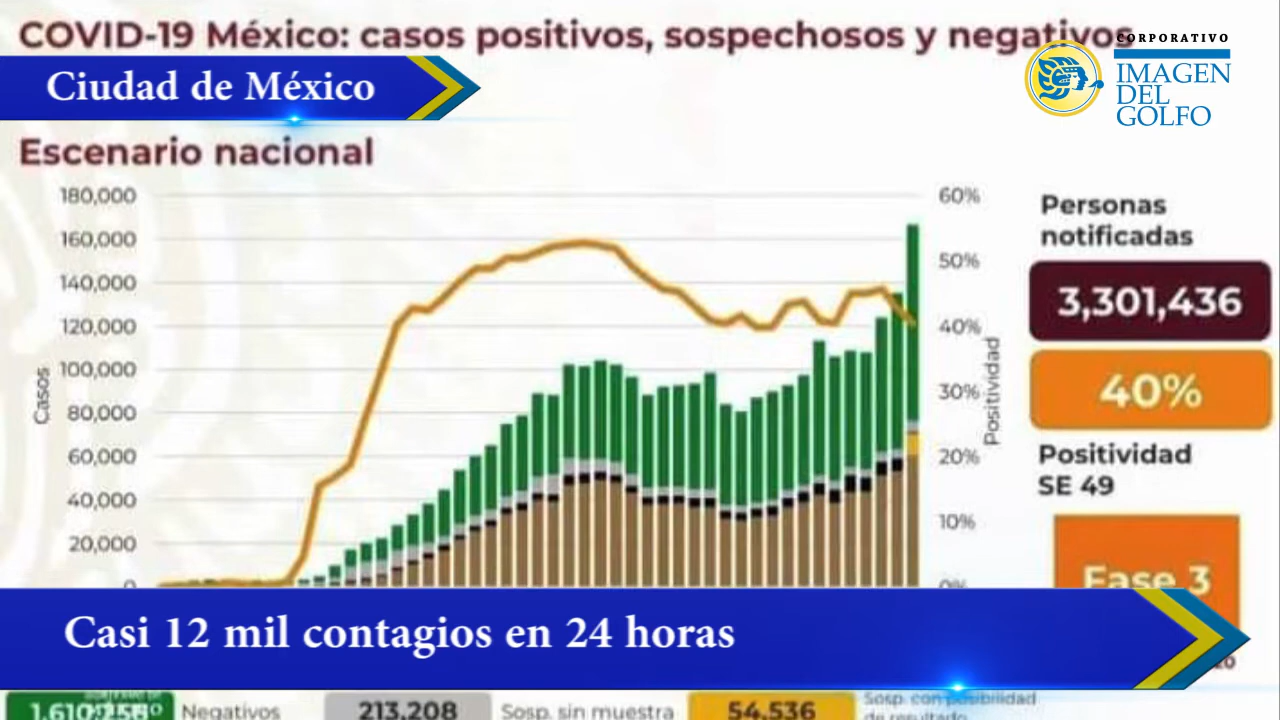 COVID-19 México: casos positivos, sospechosos y negativos
CORPORATIVO
IMAGEN
DEL
GOLFO
Ciudad de México
Escenario nacional
180,000
160,000
140,000
120,000
100,000
80,000
60,000
40,000
20,000
0
Casos
60%
50%
40%
30%
20%
10%
0%
Positividad
Personas
notificadas
3,301,436
40%
Positividad
SE 49
Fase 3
Casi 12 mil contagios en 24 horas
Negativos
213,208
Sosp. sin muestra
54,536
Sosp. con posibilidad
de resultado